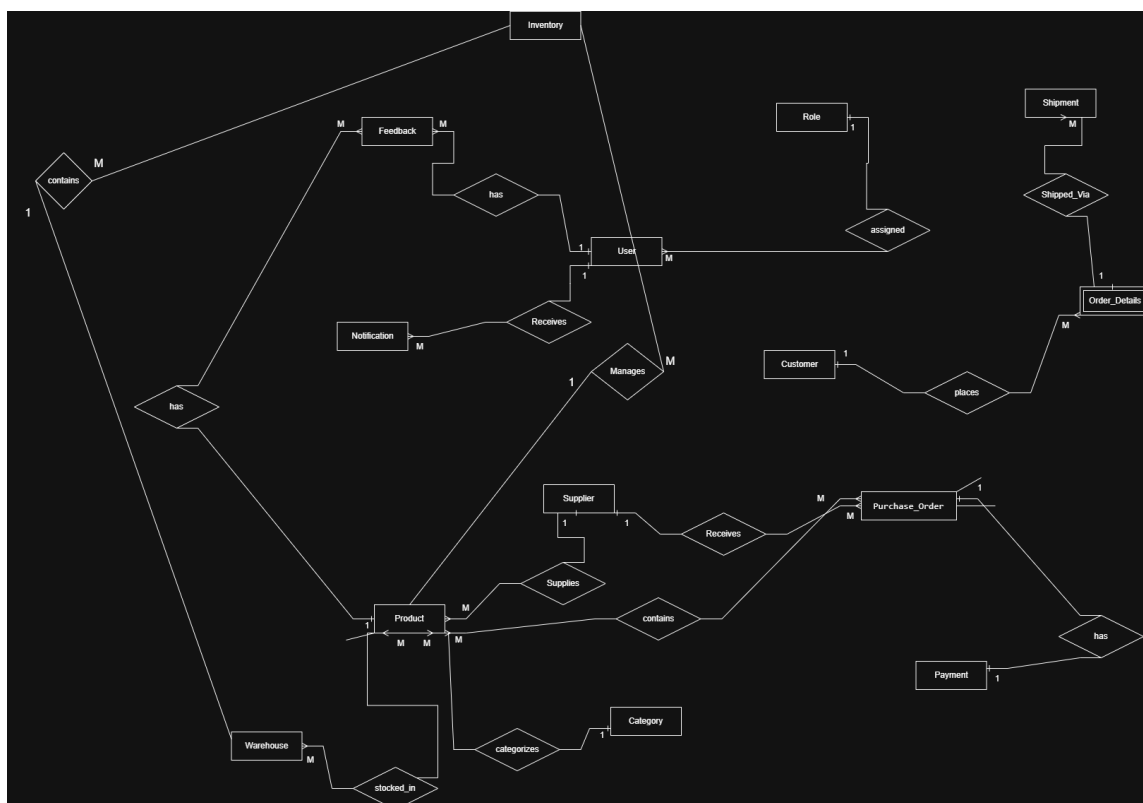 Inventory
Shipment
Role
1
M
M
Feedback
M
contains
M
Shipped_Via
has
1
assigned
1
User
M
1
1
Order_Details
Receives
M
Notification
M
1
Customer
M
Manages
1
places
has
Supplier
M
Purchase_Order
1
1
1
Receives
M
Supplies
M
Product
contains
1
M
M
M
has
Payment
1
Category
1
Warehouse
M
categorizes
stocked_in